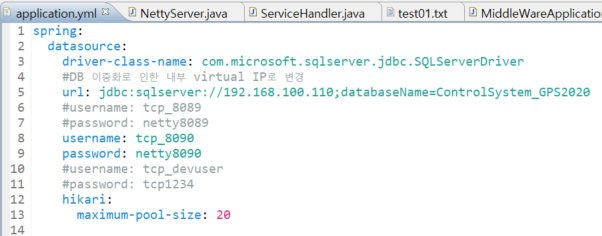 application.yml NettyServer.java ServiceHandler.java test01.txt MiddleWareApplication
1 spring:
2 datasource:
3 driver-class-name: com.microsoft.sqlserver.jdbc.SQLServerDriver
4 #DB 이중화로 인한 내부 virtual IP로 변경
5 url: jdbc:sqlserver://192.168.100.110;databaseName=ControlSystem_GPS2020
6 #username: tcp_8089
7 #password: netty8089
8 username: tcp_8090
9 password: netty8090
10 #username: tcp_devuser
11 #password: tcp1234
12 hikari:
13 maximum-pool-size: 20
14